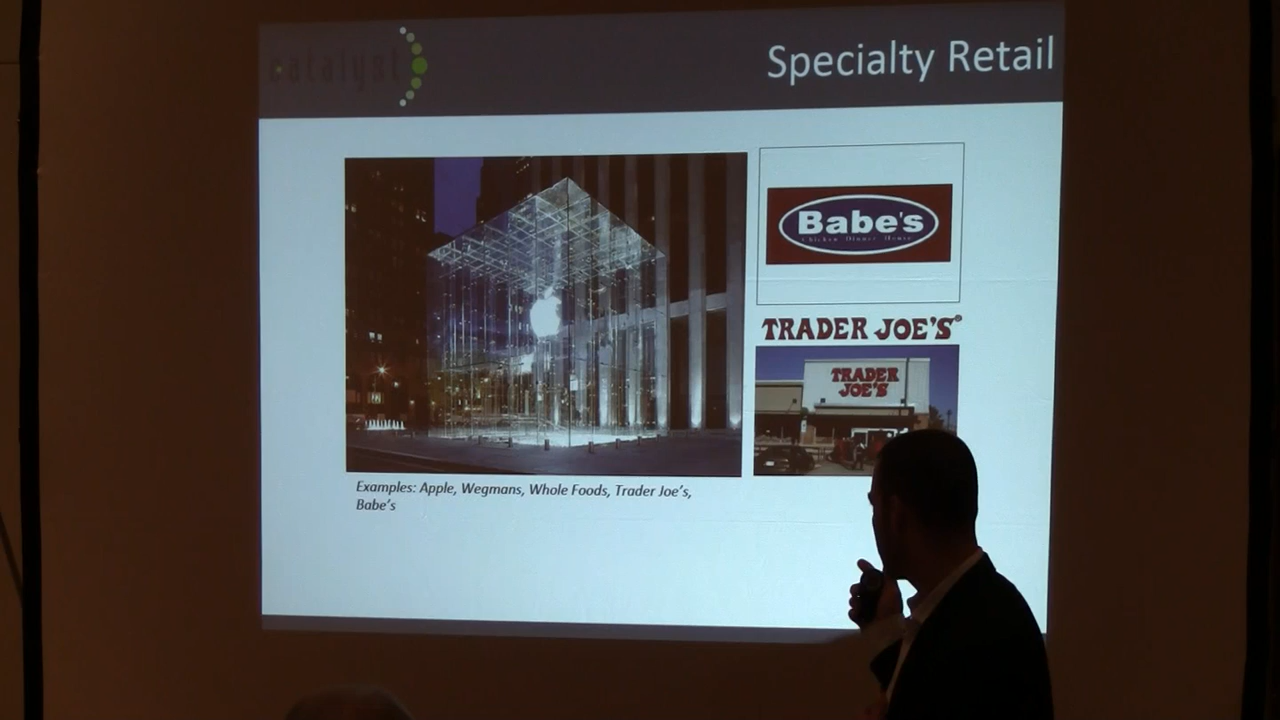 catalyst
Specialty Retail
Babe's
Chicken Dinner House
TRADER JOE'S®
TRADER
JOE'S
Examples: Apple, Wegmans, Whole Foods, Trader Joe's,
Babe's